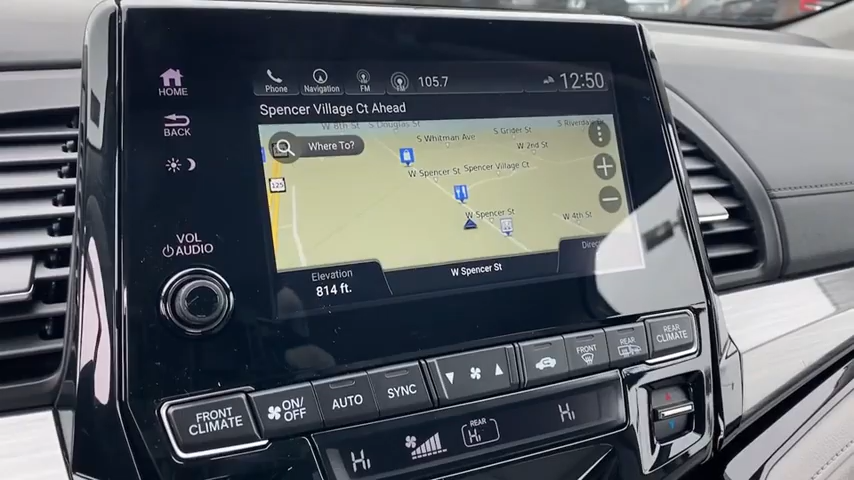 HOME
BACK
VOL
AUDIO
Phone
Navigation
FM
105.7
12:50
Spencer Village Ct Ahead
W 6th St
S Douglas St
S Whitman Ave
S Grider St
W 2nd St
Where To?
W Spencer St
Spencer Village Ct
125
W Spencer St
W 4th St
Elevation
814 ft.
W Spencer St
Direc
FRONT
CLIMATE
ON/
OFF
AUTO
SYNC
FRONT
REAR
REAR
CLIMATE
Hi
REAR
Hi
Hi